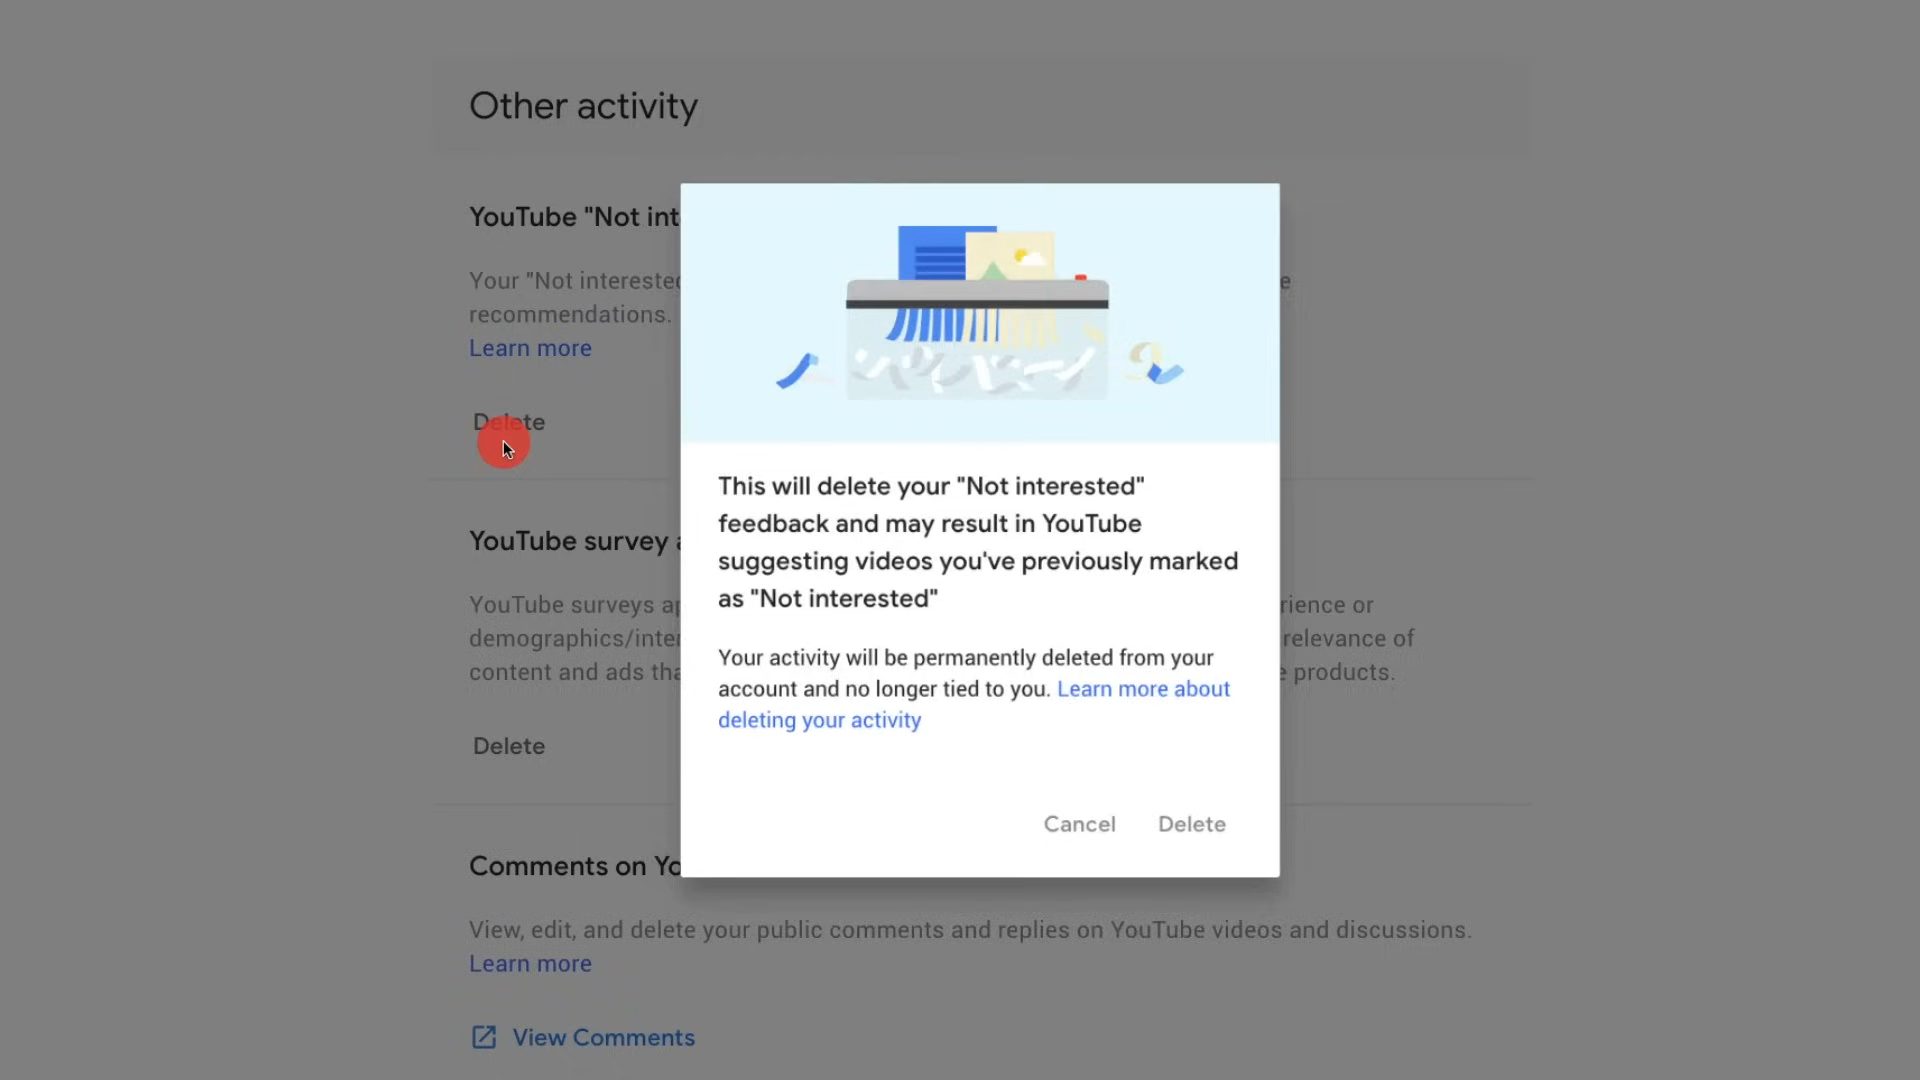 Other activity
YouTube "Not int
Your "Not interested
e
recommendations.
Learn more
Delete
This will delete your "Not interested"
feedback and may result in YouTube
suggesting videos you've previously marked
as "Not interested"
Your activity will be permanently deleted from your
account and no longer tied to you. Learn more about
deleting your activity
Cancel
Delete
YouTube survey a
YouTube surveys ap
rience or
demographics/inter
relevance of
content and ads tha
e products.
Delete
Comments on Yo
View, edit, and delete your public comments and replies on YouTube videos and discussions.
Learn more
View Comments